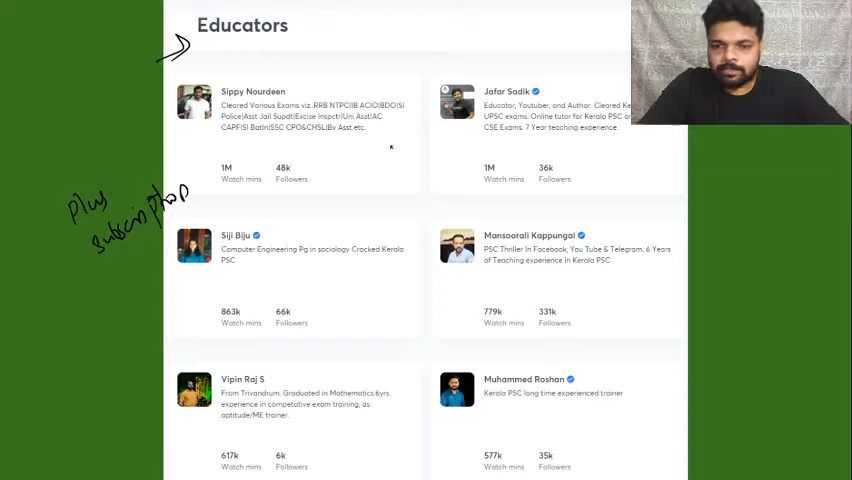 Educators
Sippy Nourdeen
Cleared Various Exams viz. RRB NTPC|IB ACIO|BDO|SI
Police|Asst Jail Supdt|Excise Inspctr|Uni Asst|AC
CAPF|SI Batln|SSC CPO&CHSL|Bv Asst etc.
1M 48k
Watch mins Followers
Jafar Sadik
Educator, Youtuber, and Author. Cleared
UPSC exams. Online tutor for Kerala PSC
CSE Exams. 7 Year teaching experience.
1M 36k
Watch mins Followers
plus
subscription
Siji Biju
Computer Engineering Pg in sociology Cracked Kerala
PSC
863k 66k
Watch mins Followers
Mansoorali Kappungal
PSC Thriller In Facebook, You Tube & Telegram. 6 Years
of Teaching experience in Kerala PSC
779k 331k
Watch mins Followers
Vipin Raj S
From Trivandrum. Graduated in Mathematics.6yrs
experience in competative exam training, as
aptitude/ME trainer.
617k 6k
Watch mins Followers
Muhammed Roshan
Kerala PSC long time experienced trainer
577k 35k
Watch mins Followers